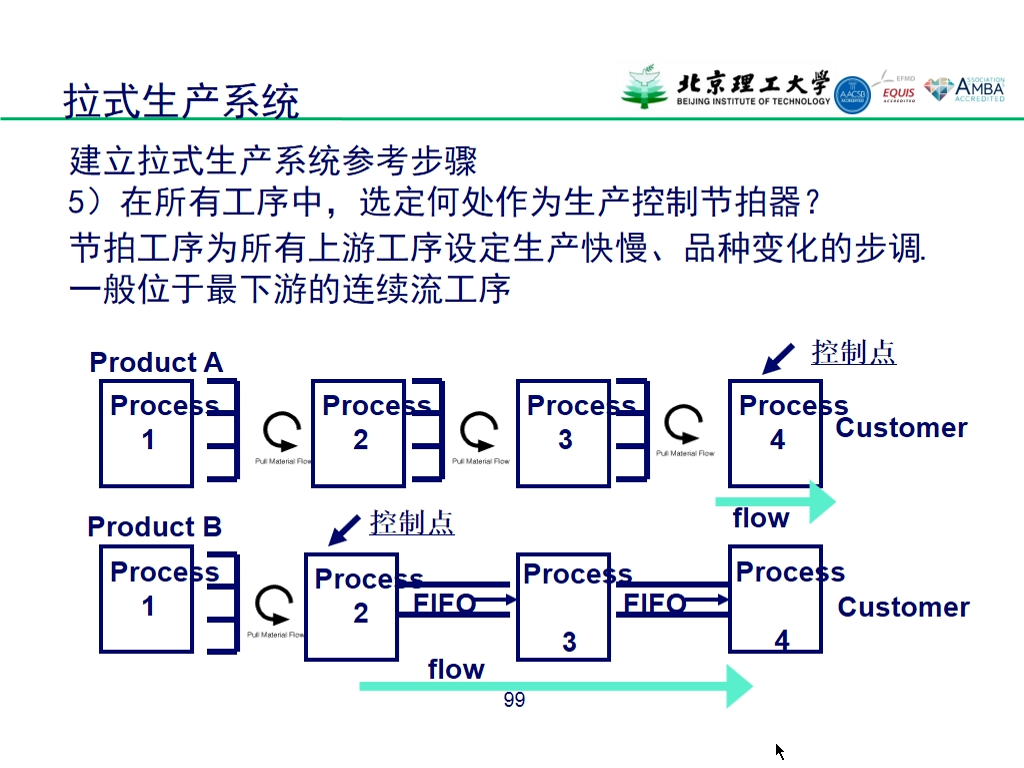 拉式生产系统
北京理工大学
BEIJING INSTITUTE OF TECHNOLOGY
AACSB
ACCREDITED
EFMD
EQUIS
ACCREDITED
ASSOCIATION
AMBA
ACCREDITED
建立拉式生产系统参考步骤
5）在所有工序中，选定何处作为生产控制节拍器？
节拍工序为所有上游工序设定生产快慢、品种变化的步调.
一般位于最下游的连续流工序
控制点
Product A
Process
1
Pull Material Flow
Process
2
Pull Material Flow
Process
3
Pull Material Flow
Process
4
Customer
flow
控制点
Product B
Process
1
Pull Material Flow
Process
2
FIFO
Process
3
FIFO
Process
4
Customer
flow
99